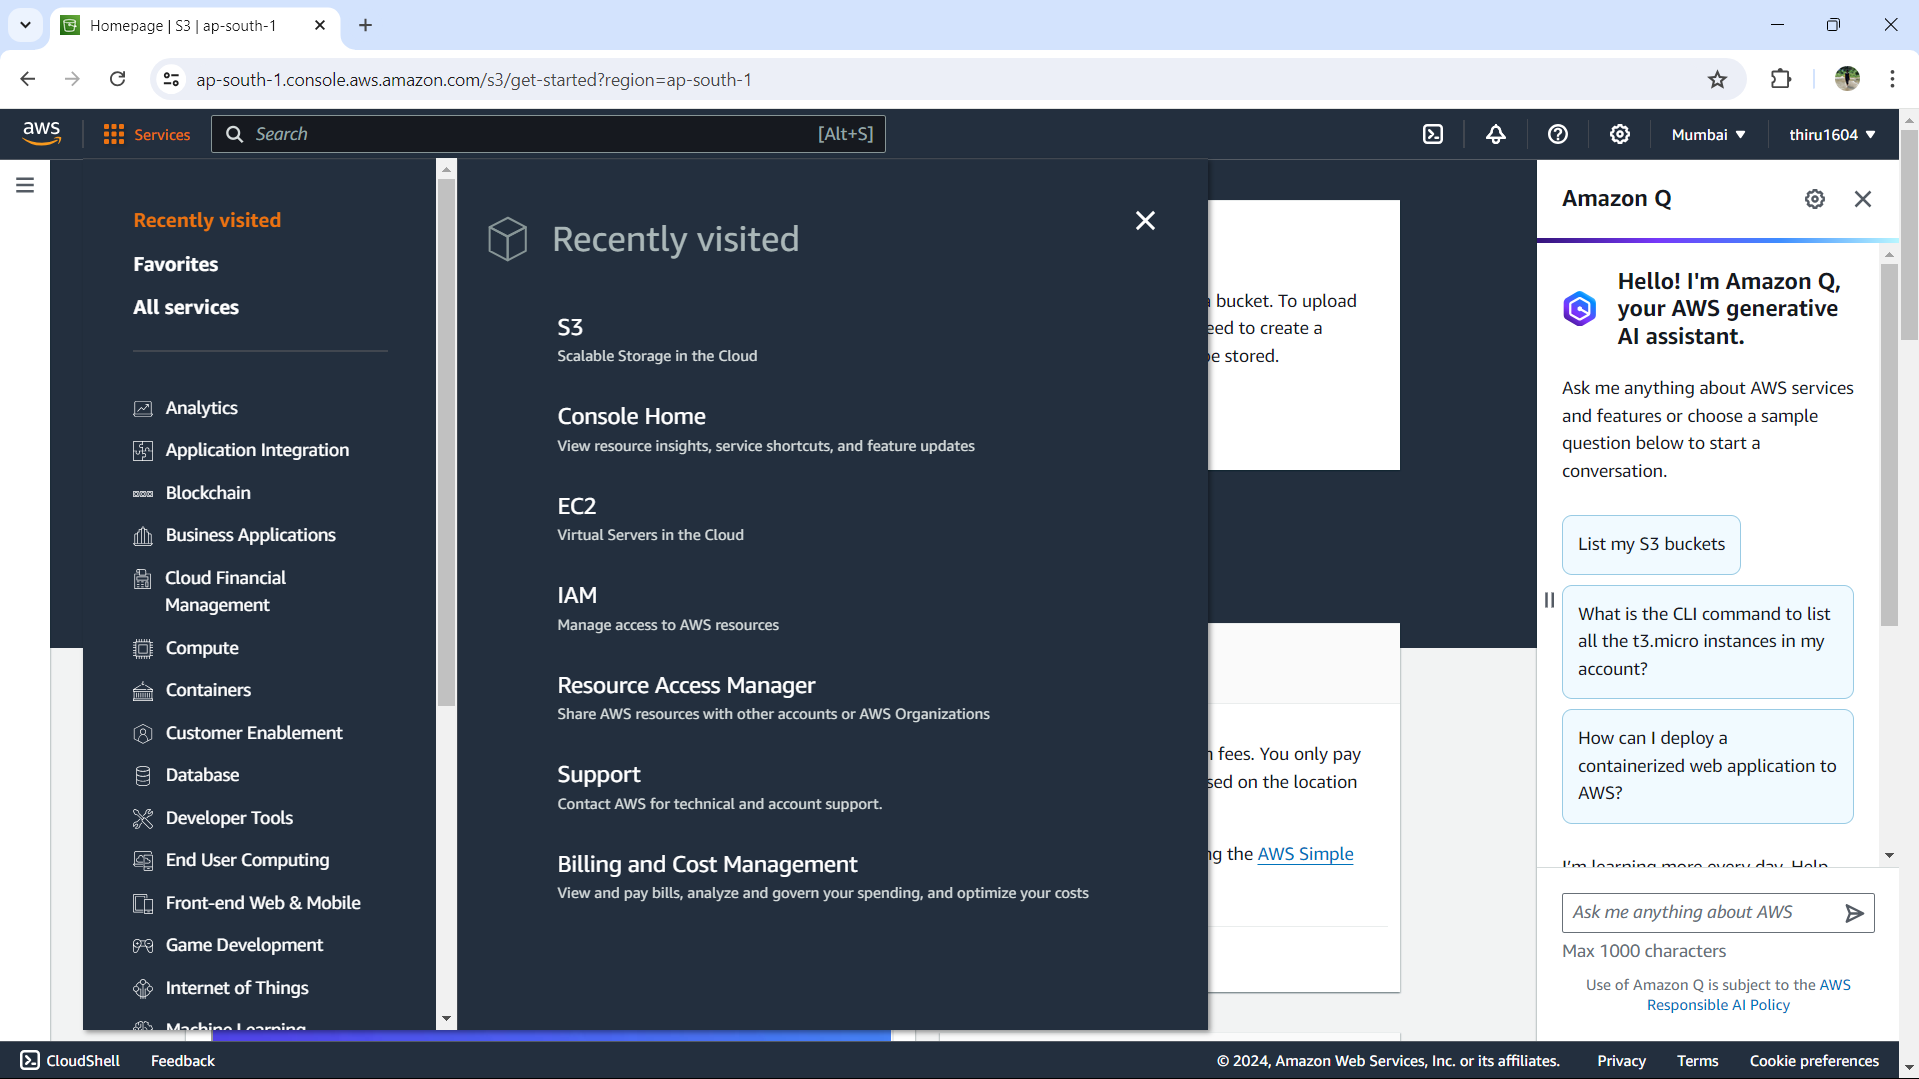 Homepage | S3 | ap-south-1
ap-south-1.console.aws.amazon.com/s3/get-started?region=ap-south-1
aws
Services
Search
[Alt+S]
Mumbai
thiru1604
Recently visited
Favorites
All services
Analytics
Application Integration
Blockchain
Business Applications
Cloud Financial
Management
Compute
Containers
Customer Enablement
Database
Developer Tools
End User Computing
Front-end Web & Mobile
Game Development
Internet of Things
Machine Learning
Recently visited
S3
Scalable Storage in the Cloud
Console Home
View resource insights, service shortcuts, and feature updates
EC2
Virtual Servers in the Cloud
IAM
Manage access to AWS resources
Resource Access Manager
Share AWS resources with other accounts or AWS Organizations
Support
Contact AWS for technical and account support.
Billing and Cost Management
View and pay bills, analyze and govern your spending, and optimize your costs
bucket. To upload
eed to create a
be stored.
fees. You only pay
sed on the location
ng the AWS Simple
Amazon Q
Hello! I'm Amazon Q,
your AWS generative
AI assistant.
Ask me anything about AWS services
and features or choose a sample
question below to start a
conversation.
List my S3 buckets
What is the CLI command to list
all the t3.micro instances in my
account?
How can I deploy a
containerized web application to
AWS?
I'm learning more every day. Help
Ask me anything about AWS
Max 1000 characters
Use of Amazon Q is subject to the AWS
Responsible AI Policy
CloudShell
Feedback
© 2024, Amazon Web Services, Inc. or its affiliates.
Privacy
Terms
Cookie preferences